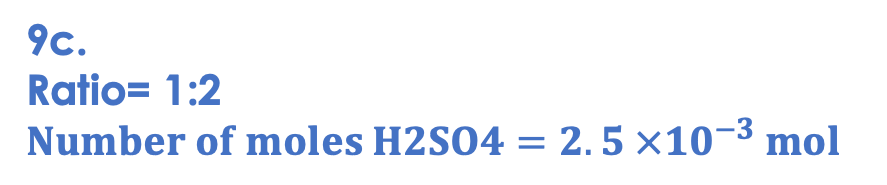 9c.
Ratio= 1:2
Number of moles H2SO4 = 2.5 ×10⁻³ mol